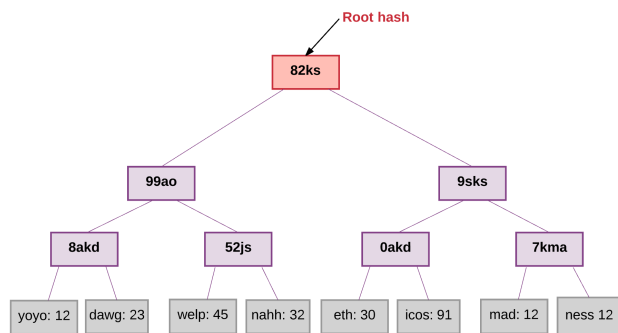 Root hash
82ks
99ao
9sks
8akd
52js
0akd
7kma
yoyo: 12
dawg: 23
welp: 45
nahh: 32
eth: 30
icos: 91
mad: 12
ness 12